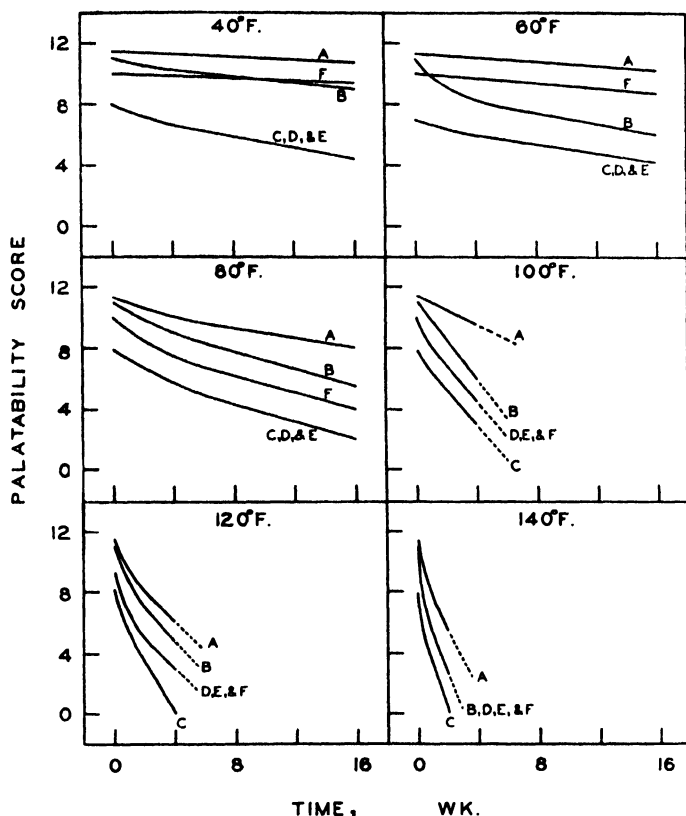 40°F.
60°F
12
8
4
0
A
F
B
C, D, & E
A
F
B
C, D, & E
PALATABILITY SCORE
80°F.
100°F.
12
8
4
0
A
B
F
C, D, & E
A
B
D, E, & F
C
120°F.
140°F.
12
8
4
0
A
B
D, E, & F
C
A
B, D, E, & F
C
0 8 16
0 8 16
TIME, WK.